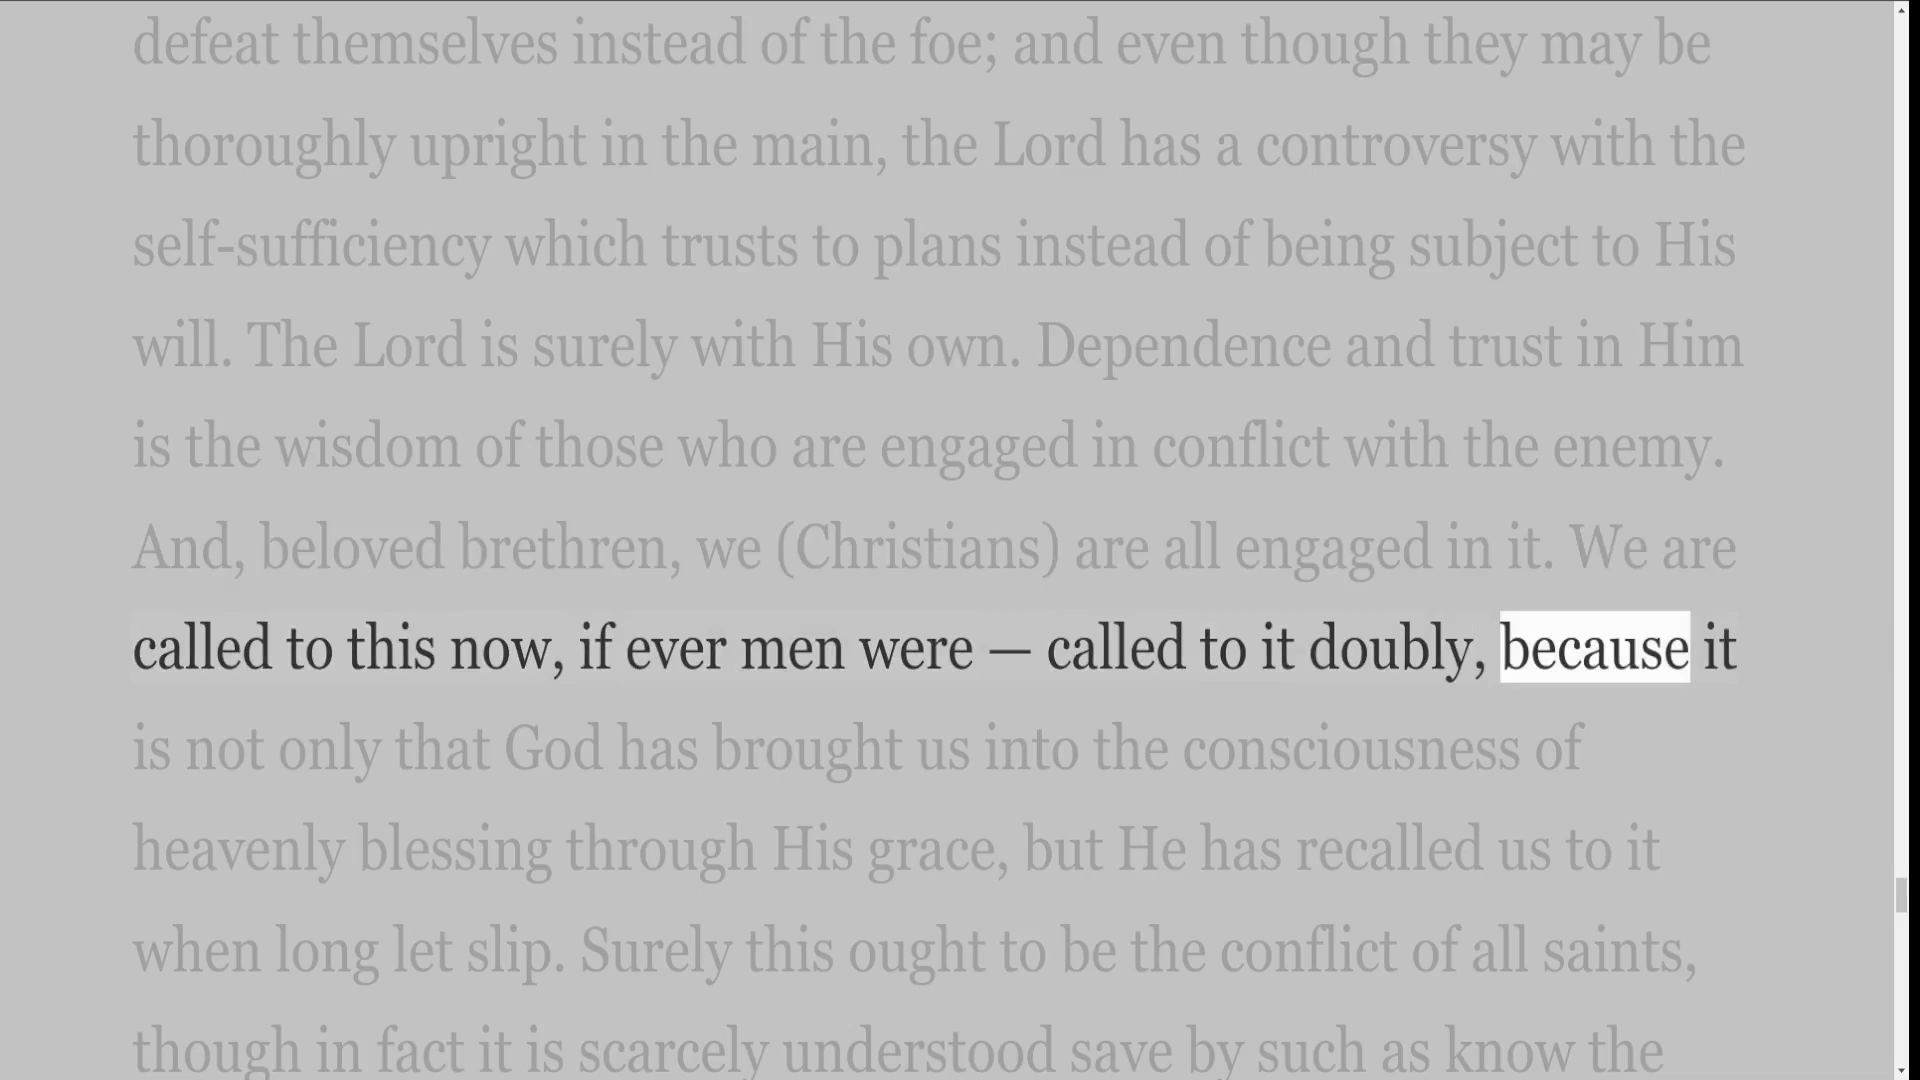 defeat themselves instead of the foe; and even though they may be
thoroughly upright in the main, the Lord has a controversy with the
self-sufficiency which trusts to plans instead of being subject to His
will. The Lord is surely with His own. Dependence and trust in Him
is the wisdom of those who are engaged in conflict with the enemy.
And, beloved brethren, we (Christians) are all engaged in it. We are
called to this now, if ever men were — called to it doubly, because it
is not only that God has brought us into the consciousness of
heavenly blessing through His grace, but He has recalled us to it
when long let slip. Surely this ought to be the conflict of all saints,
though in fact it is scarcely understood save by such as know the